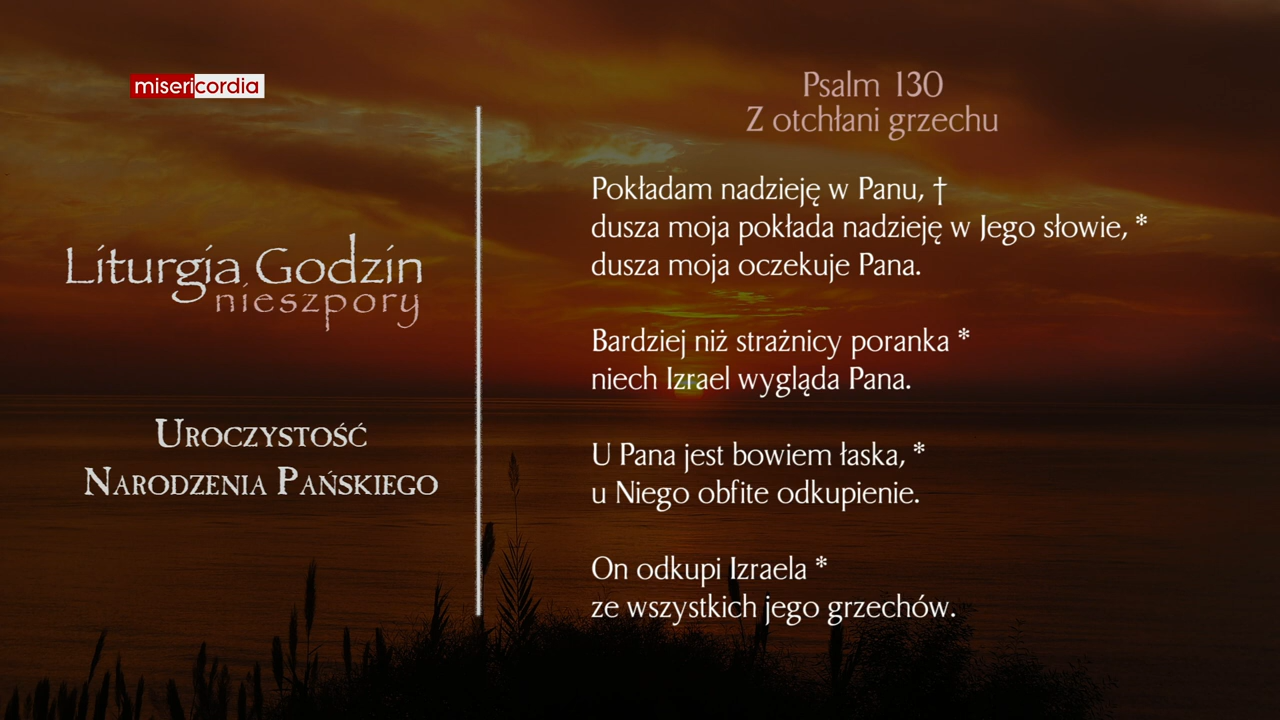 misericordia
Liturgia Godzin
nieszpory
Uroczystość
Narodzenia Pańskiego
Psalm 130
Z otchłani grzechu
Pokładam nadzieję w Panu, †
dusza moja pokłada nadzieję w Jego słowie, *
dusza moja oczekuje Pana.
Bardziej niż strażnicy poranka *
niech Izrael wygląda Pana.
U Pana jest bowiem łaska, *
u Niego obfite odkupienie.
On odkupi Izraela *
ze wszystkich jego grzechów.